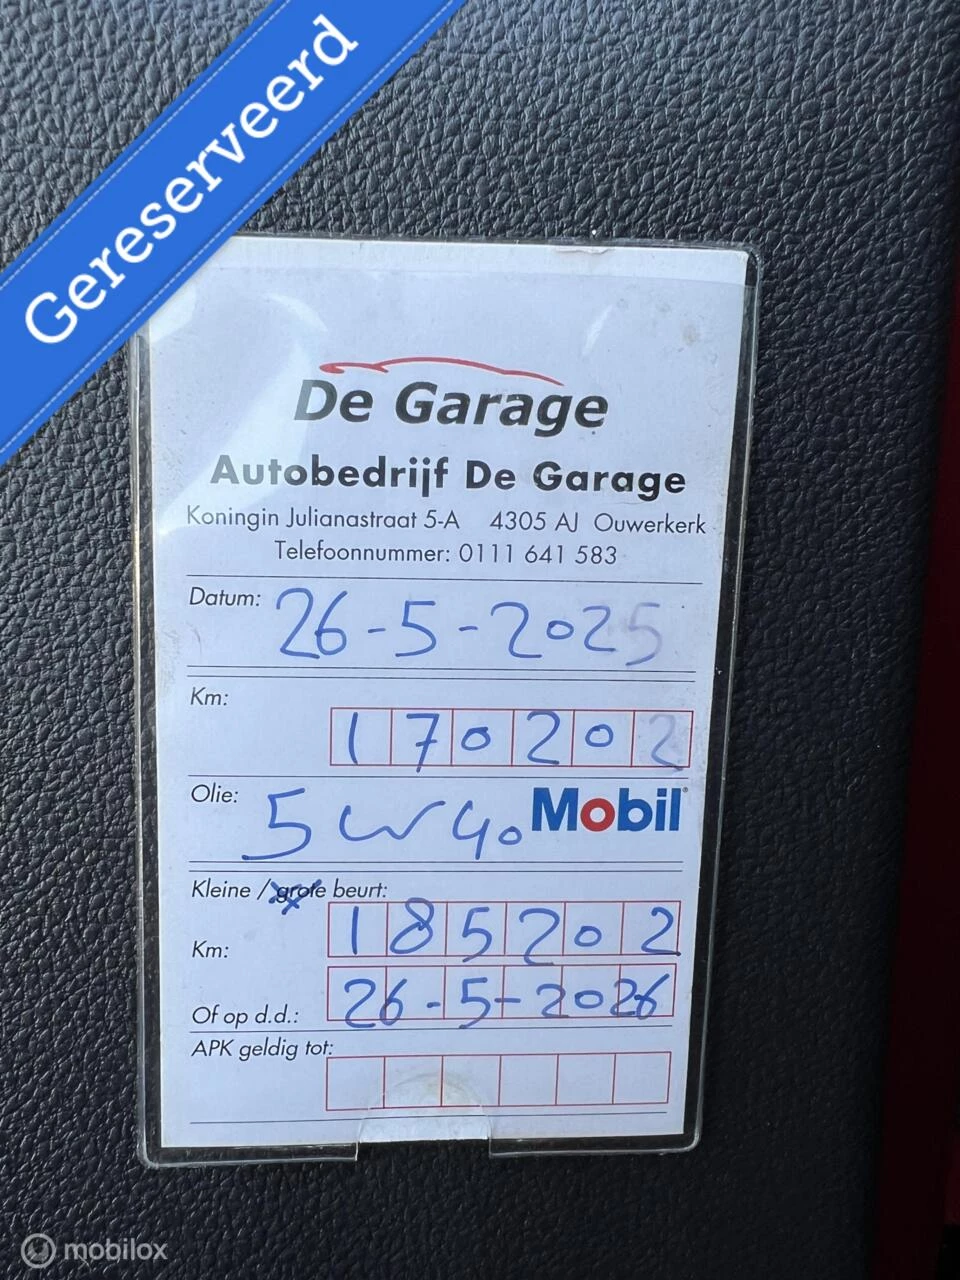 Gereserveerd
De Garage
Autobedrijf De Garage
Koningin Julianastraat 5-A 4305 AJ Ouwerkerk
Telefoonnummer: 0111 641 583
Datum: 26-5-2025
Km: 170202
Olie: 5w40 Mobil
Kleine / grote beurt:
Km: 185202
Of op d.d.: 26-5-2026
APK geldig tot:
mobilox